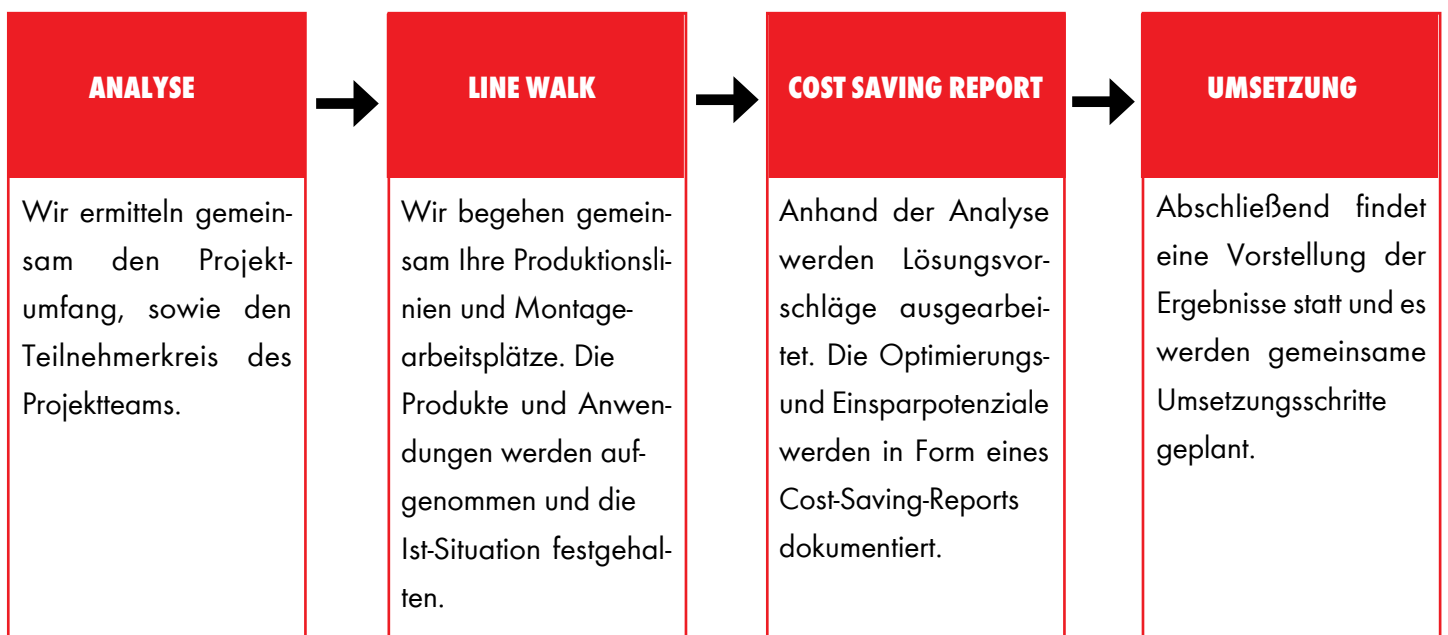 ANALYSE
Wir ermitteln gemein-
sam den Projekt-
umfang, sowie den
Teilnehmerkreis des
Projektteams.
LINE WALK
Wir begehen gemein-
sam Ihre Produktionsli-
nien und Montage-
arbeitsplätze. Die
Produkte und Anwen-
dungen werden auf-
genommen und die
Ist-Situation festgehal-
ten.
COST SAVING REPORT
Anhand der Analyse
werden Lösungsvor-
schläge ausgearbei-
tet. Die Optimierungs-
und Einsparpotenziale
werden in Form eines
Cost-Saving-Reports
dokumentiert.
UMSETZUNG
Abschließend findet
eine Vorstellung der
Ergebnisse statt und es
werden gemeinsame
Umsetzungsschritte
geplant.